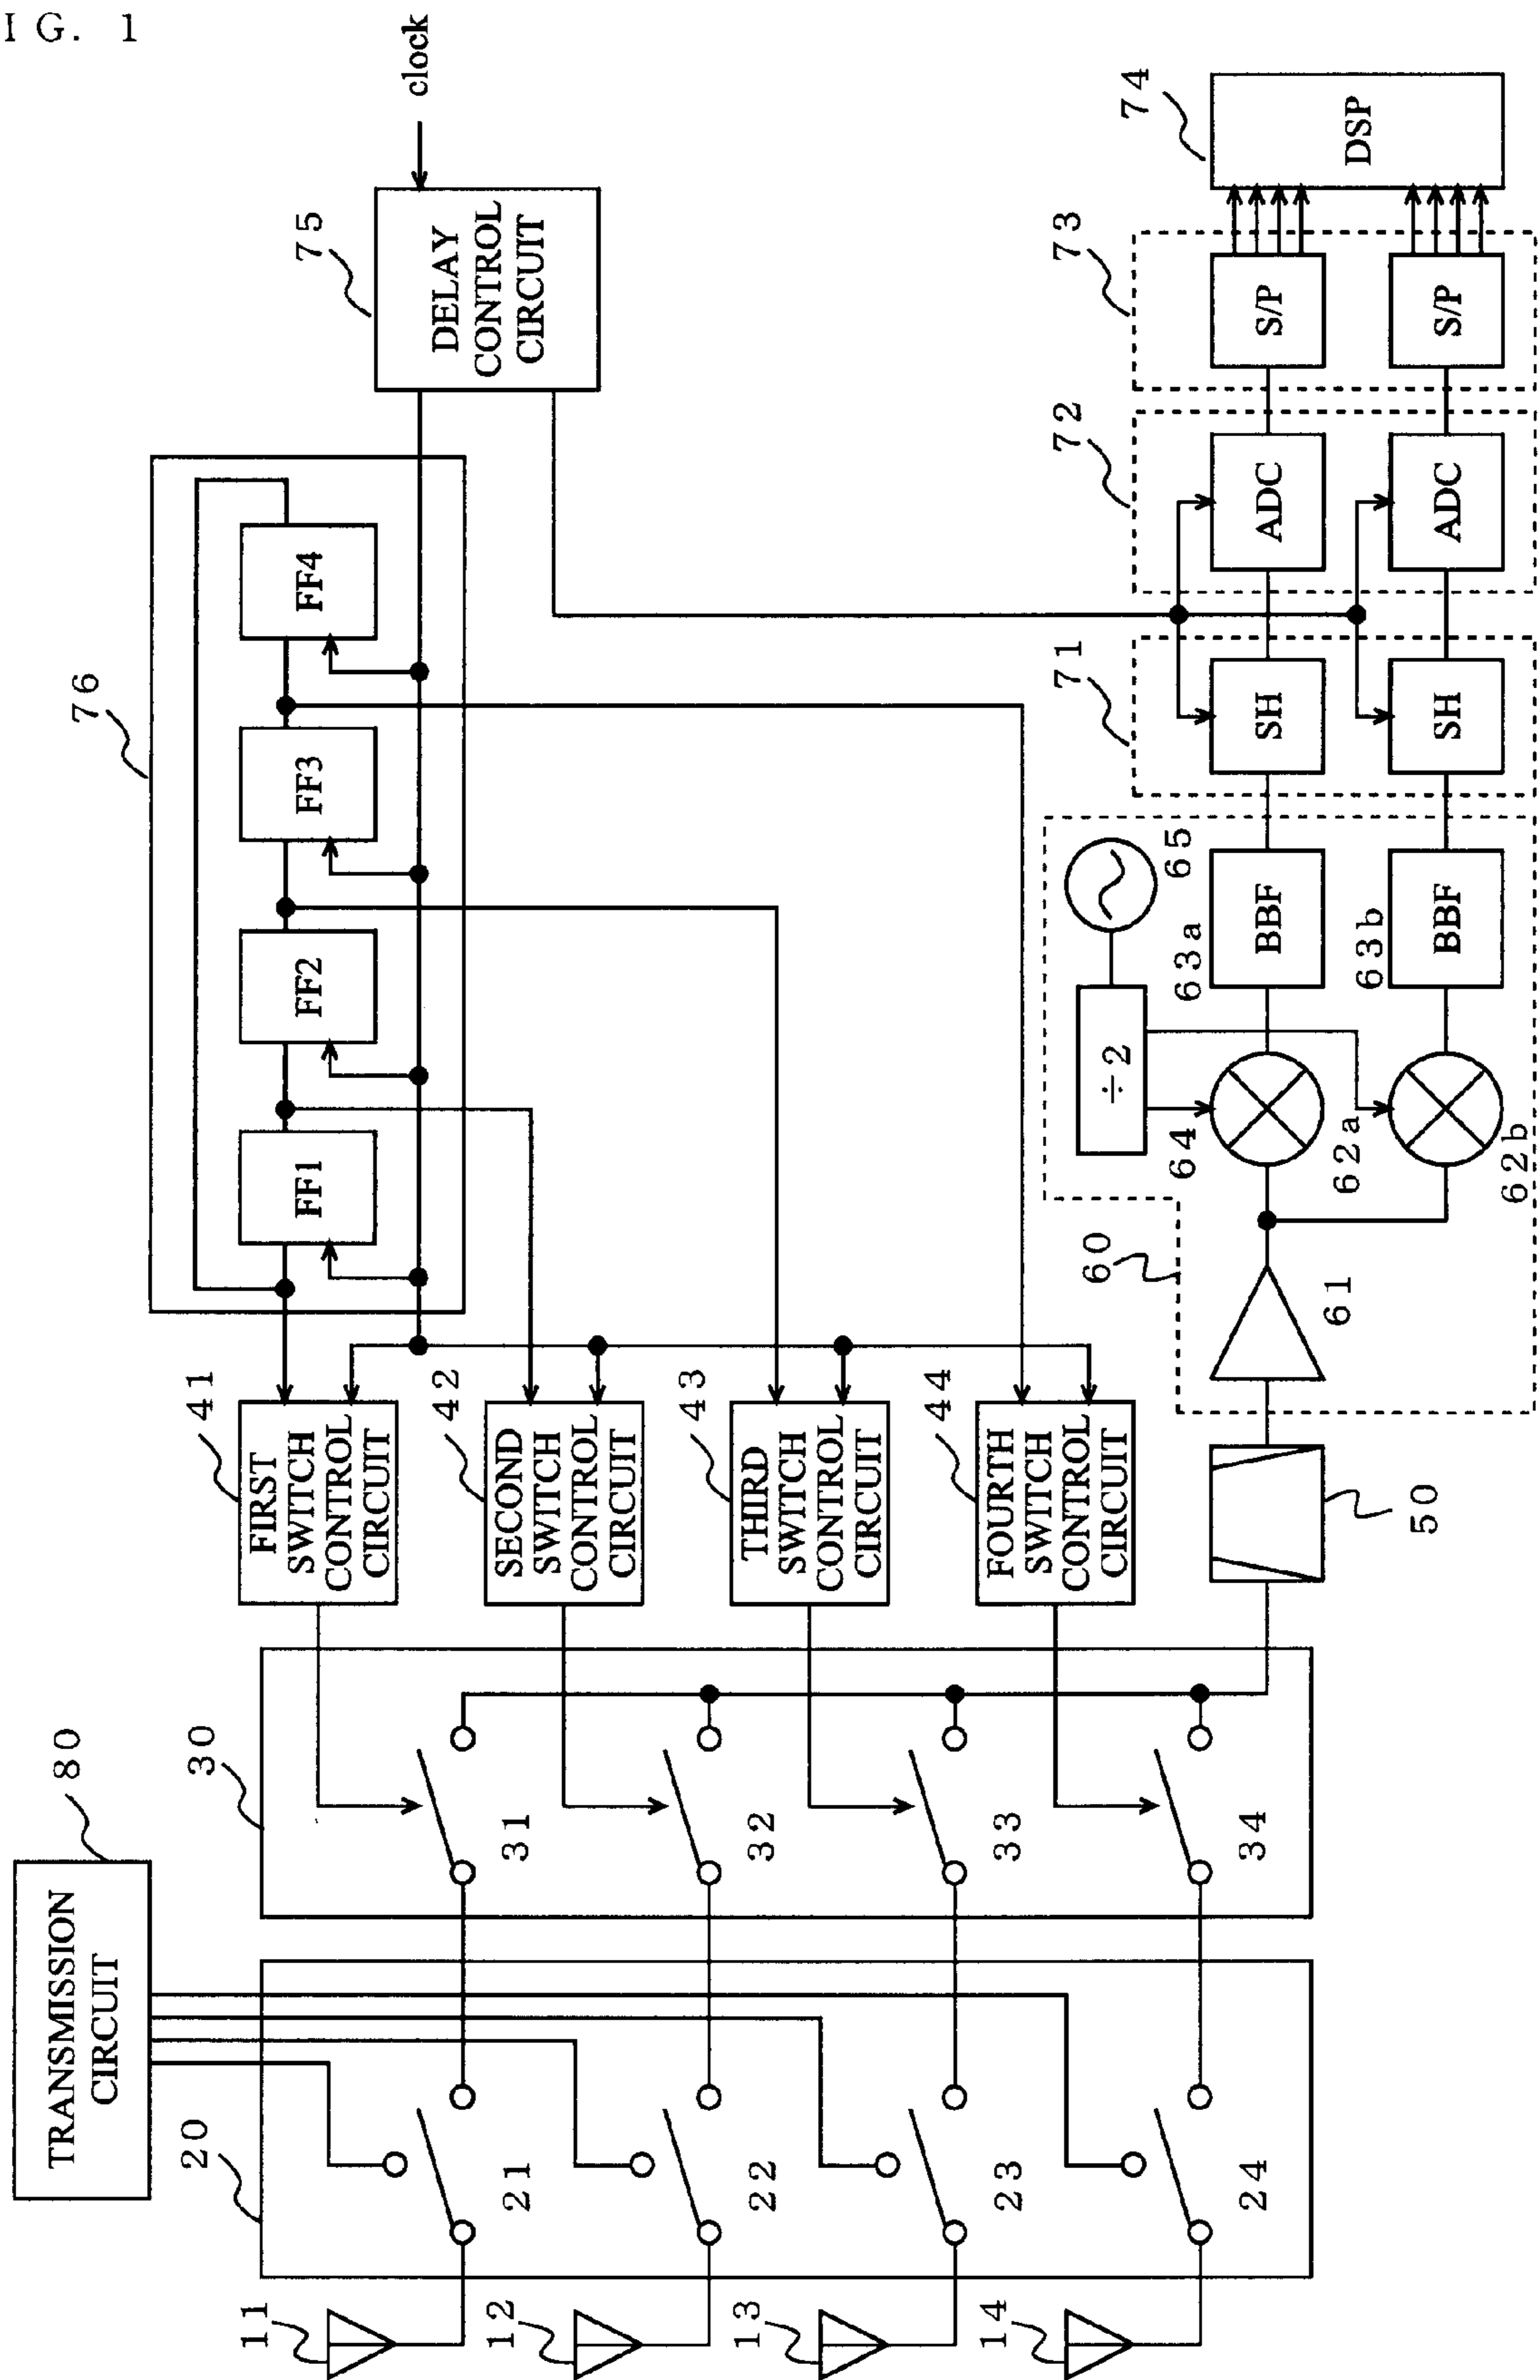 I G. 1
TRANSMISSION
CIRCUIT
80
20
30
11
12
13
14
21
22
23
24
31
32
33
34
41
FIRST
SWITCH
CONTROL
CIRCUIT
42
SECOND
SWITCH
CONTROL
CIRCUIT
43
THIRD
SWITCH
CONTROL
CIRCUIT
44
FOURTH
SWITCH
CONTROL
CIRCUIT
76
FF1
FF2
FF3
FF4
75
DELAY
CONTROL
CIRCUIT
clock
50
60
61
62a
62b
64
÷2
65
63a
BBF
63b
BBF
71
SH
SH
72
ADC
ADC
73
S/P
S/P
74
DSP